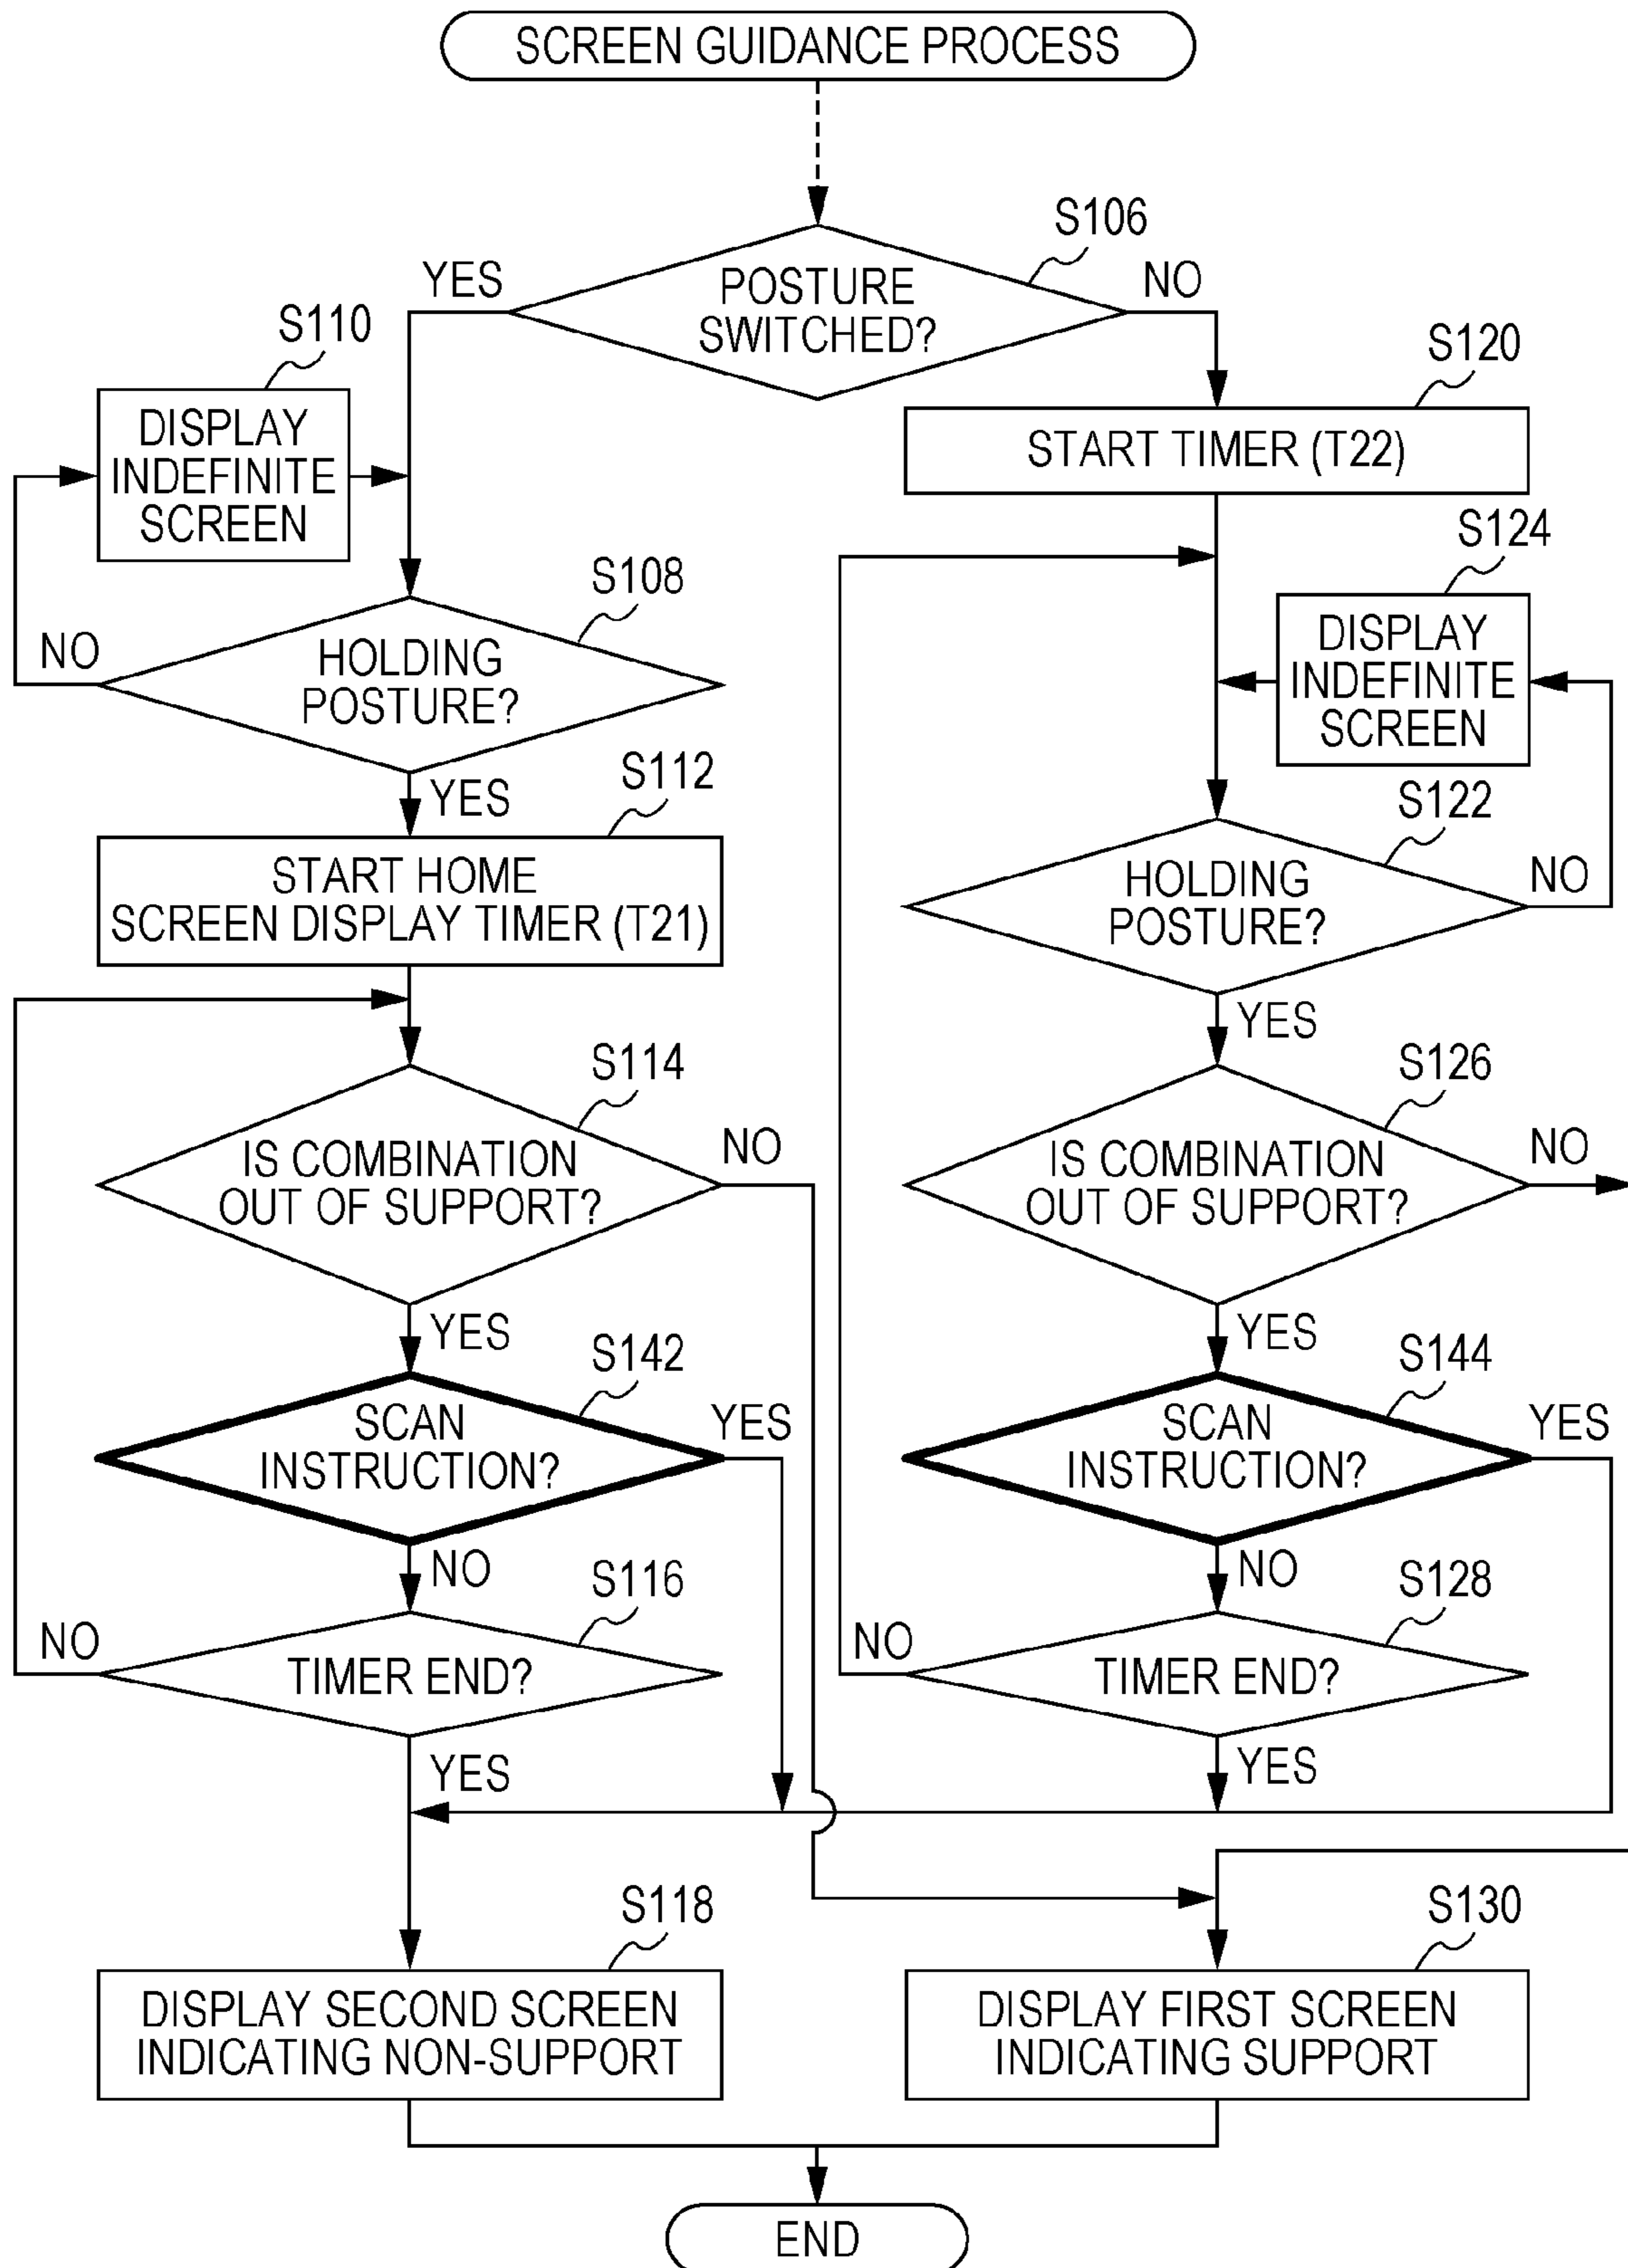 SCREEN GUIDANCE PROCESS
S106
YES
POSTURE
SWITCHED?
NO
S110
DISPLAY
INDEFINITE
SCREEN
S120
START TIMER (T22)
S108
NO
HOLDING
POSTURE?
YES
S124
DISPLAY
INDEFINITE
SCREEN
S112
START HOME
SCREEN DISPLAY TIMER (T21)
S122
HOLDING
POSTURE?
NO
YES
S114
IS COMBINATION
OUT OF SUPPORT?
NO
YES
S126
IS COMBINATION
OUT OF SUPPORT?
NO
YES
S142
SCAN
INSTRUCTION?
YES
NO
S144
SCAN
INSTRUCTION?
YES
NO
S116
NO
TIMER END?
YES
S128
NO
TIMER END?
YES
S118
DISPLAY SECOND SCREEN
INDICATING NON-SUPPORT
S130
DISPLAY FIRST SCREEN
INDICATING SUPPORT
END